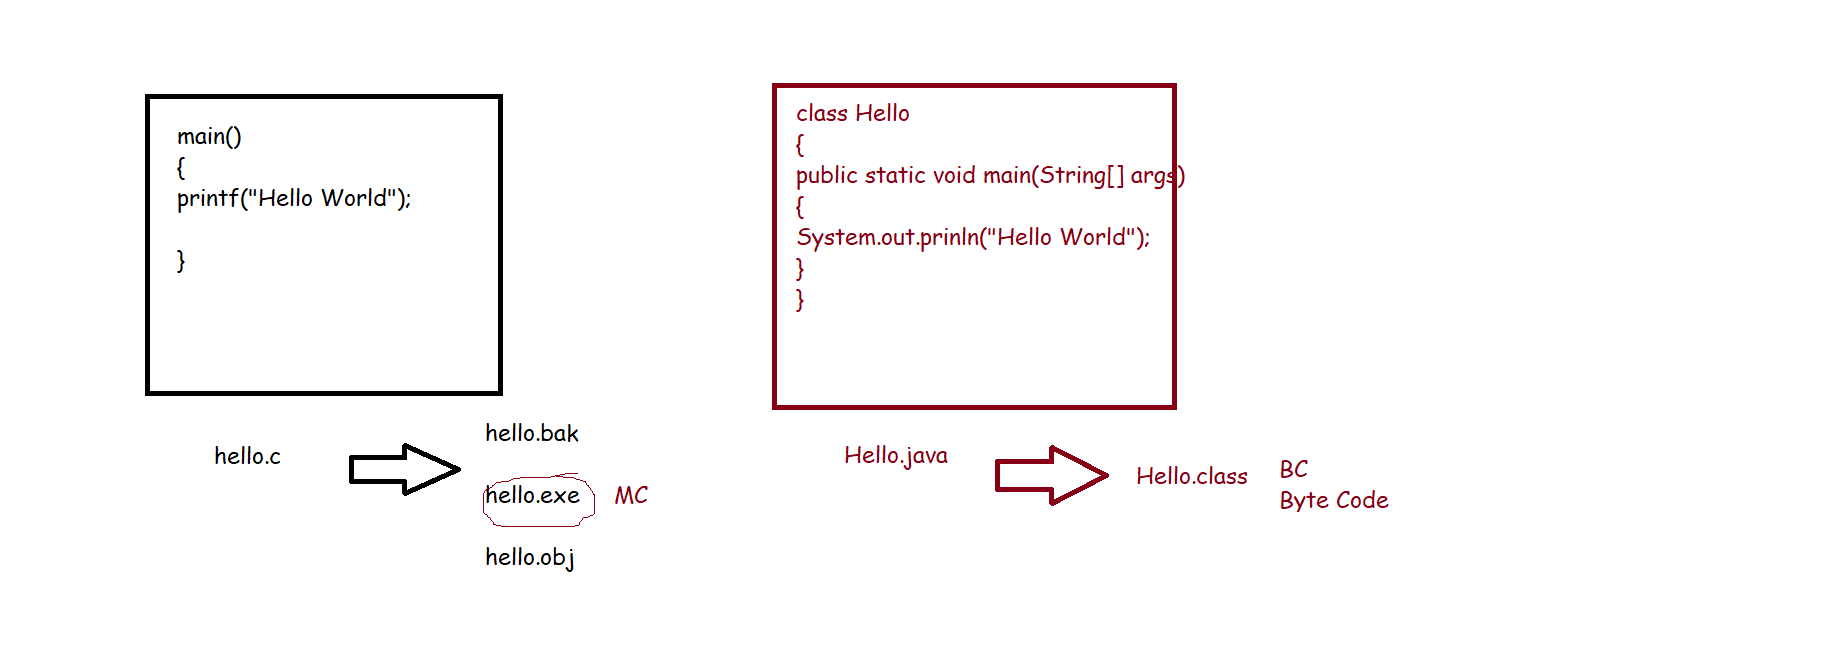 main()
{
printf("Hello World");
}
hello.c
hello.bak
hello.exe MC
hello.obj
class Hello
{
public static void main(String[] args)
{
System.out.prinln("Hello World");
}
}
Hello.java
Hello.class
BC
Byte Code